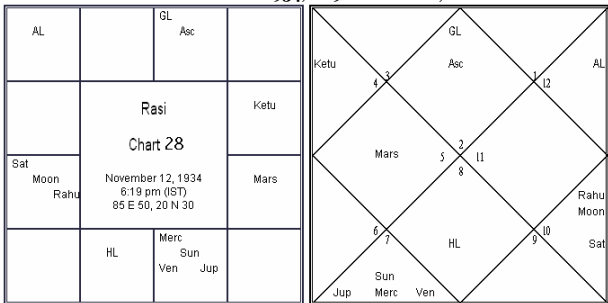 GL
AL
Asc
Rasi
Ketu
Chart 28
Sat
Moon
November 12, 1934
Mars
Rahu
6:19 pm (IST)
85 E 50, 20 N 30
Merc
HL
Sun
Ven Jup
GL
Ketu
Asc
AL
3
1
4
12
2
Mars
5
11
8
Rahu
Moon
6
10
7
9
HL
Sat
Sun
Jup Merc Ven